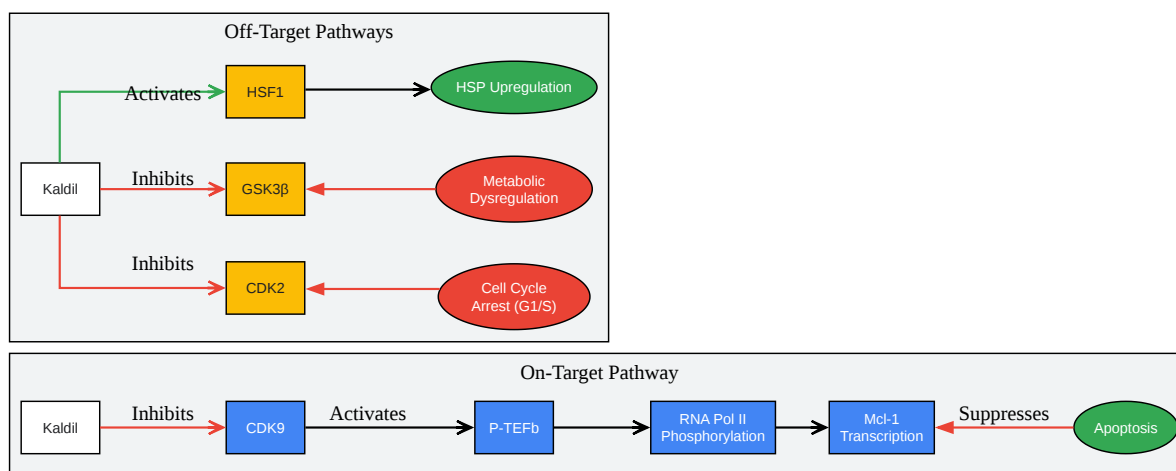 Off-Target Pathways
Activates
HSF1
HSP Upregulation
Kaldil
Inhibits
GSK3β
Metabolic
Dysregulation
Inhibits
CDK2
Cell Cycle
Arrest (G1/S)
On-Target Pathway
Kaldil
Inhibits
CDK9
Activates
P-TEFb
RNA Pol II
Phosphorylation
Mcl-1
Transcription
Suppresses
Apoptosis